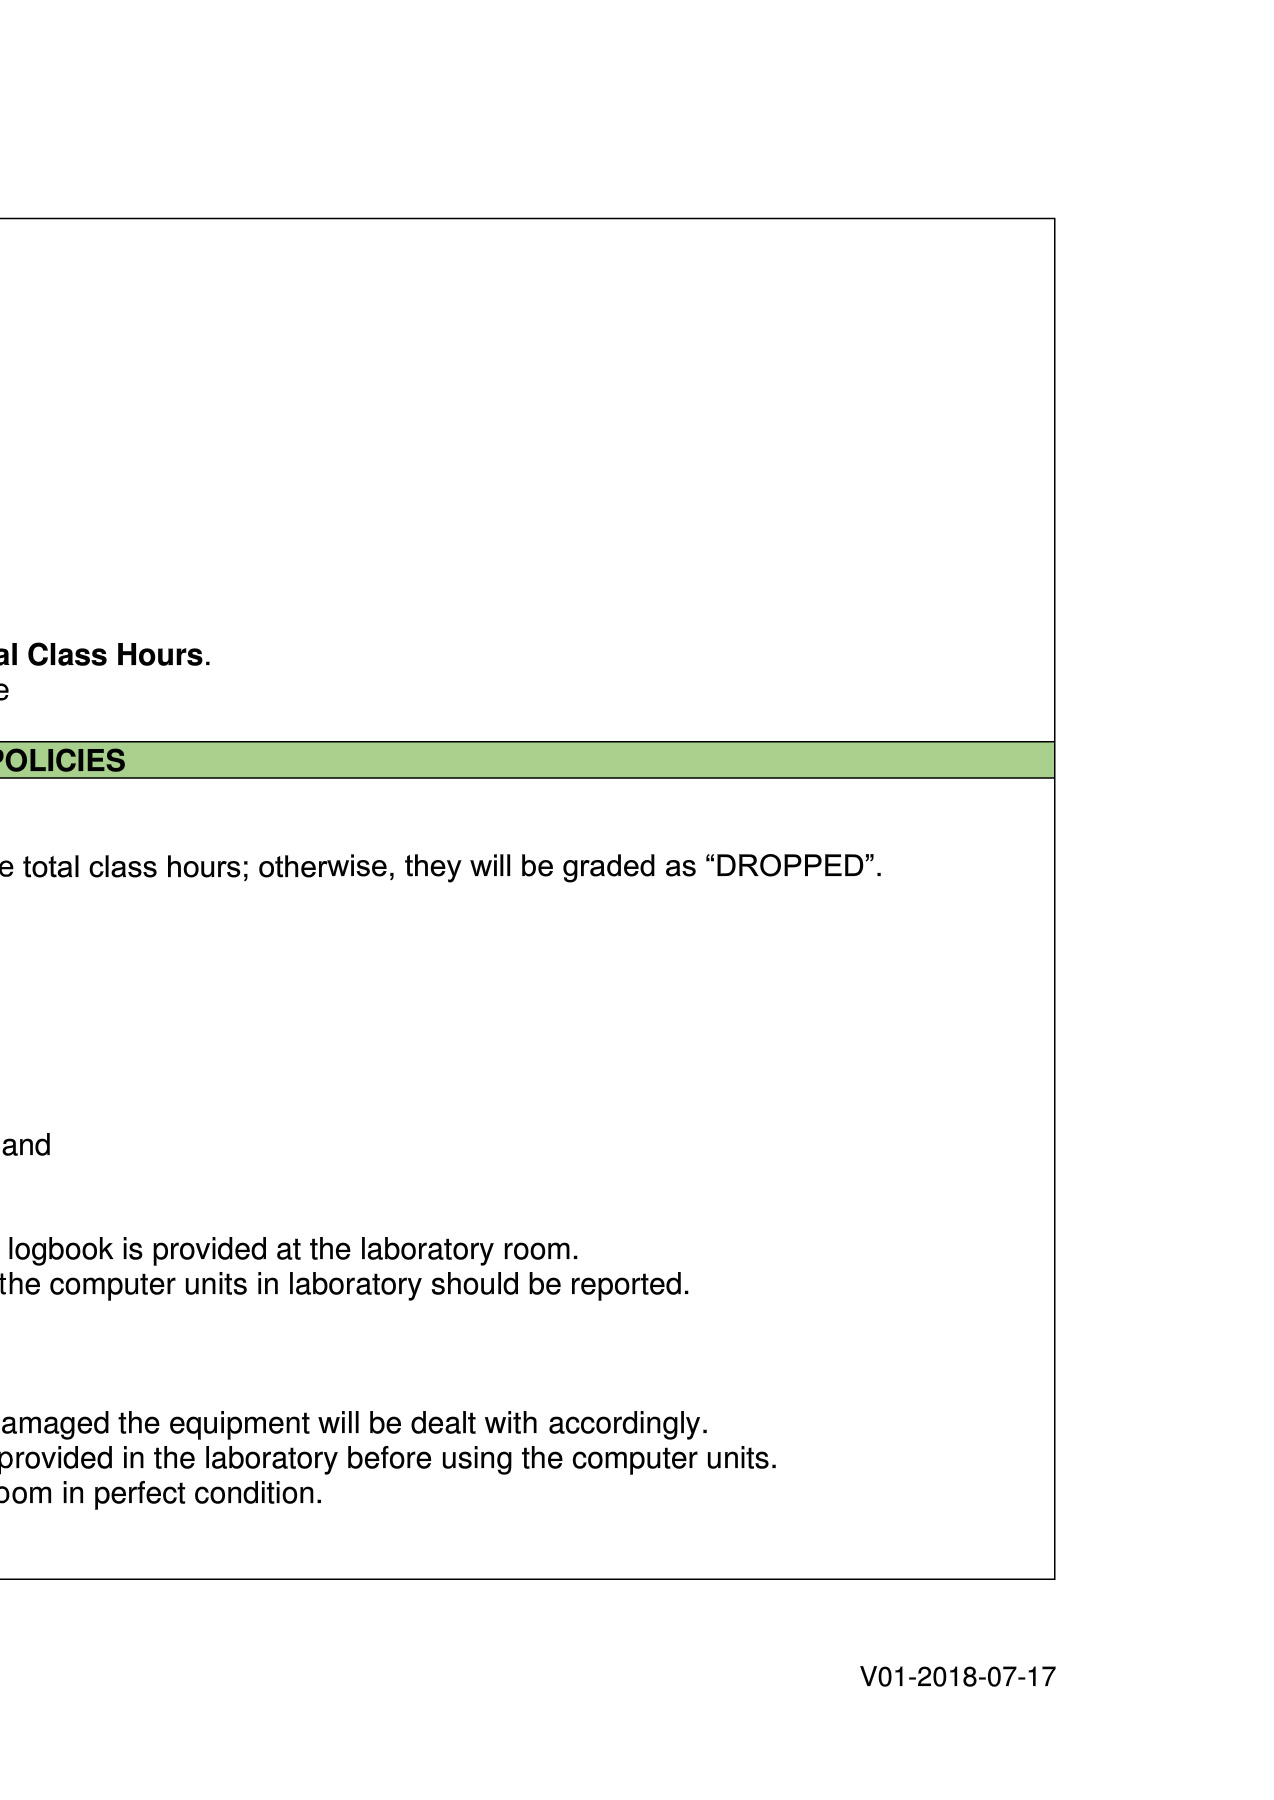 al Class Hours.
e
POLICIES
e total class hours; otherwise, they will be graded as “DROPPED”.
and
logbook is provided at the laboratory room.
the computer units in laboratory should be reported.
amaged the equipment will be dealt with accordingly.
provided in the laboratory before using the computer units.
oom in perfect condition.
V01-2018-07-17